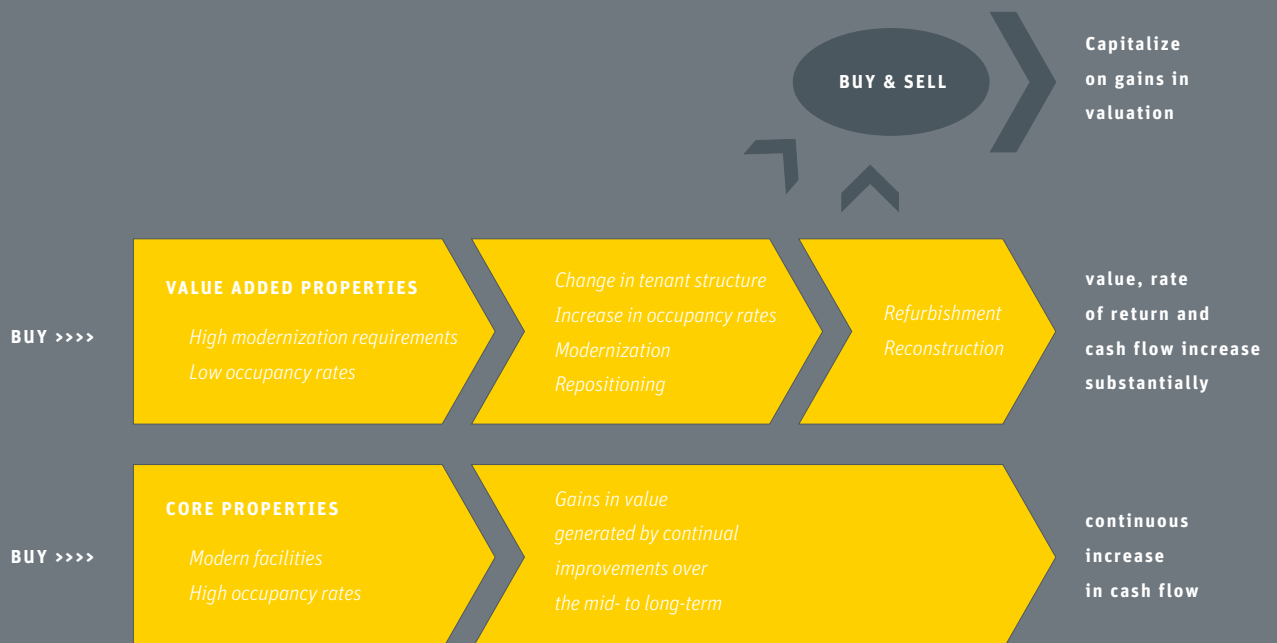 BUY & SELL
Capitalize
on gains in
valuation
BUY >>>>
VALUE ADDED PROPERTIES
High modernization requirements
Low occupancy rates
Change in tenant structure
Increase in occupancy rates
Modernization
Repositioning
Refurbishment
Reconstruction
value, rate
of return and
cash flow increase
substantially
BUY >>>>
CORE PROPERTIES
Modern facilities
High occupancy rates
Gains in value
generated by continual
improvements over
the mid- to long-term
continuous
increase
in cash flow